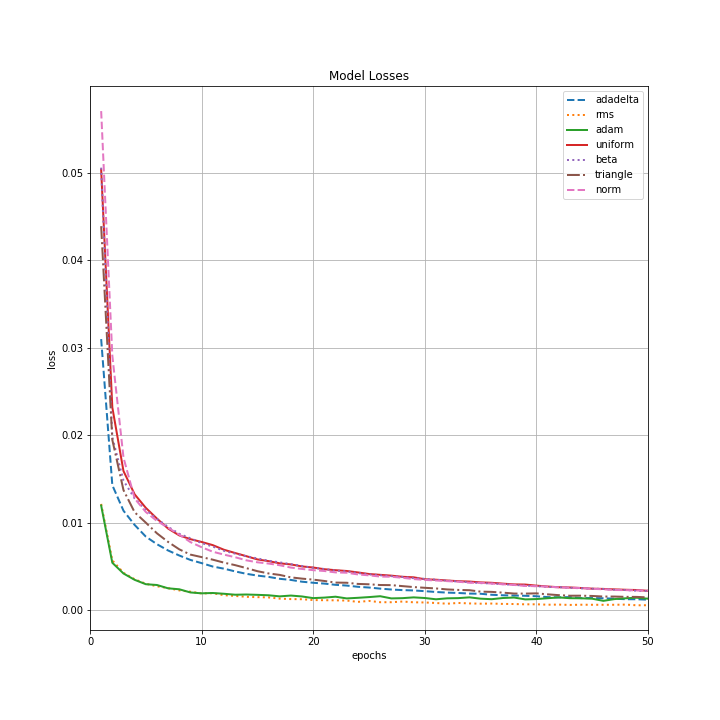 Model Losses
adadelta
rms
adam
uniform
beta
triangle
norm
loss
0.05
0.04
0.03
0.02
0.01
0.00
0 10 20 30 40 50
epochs